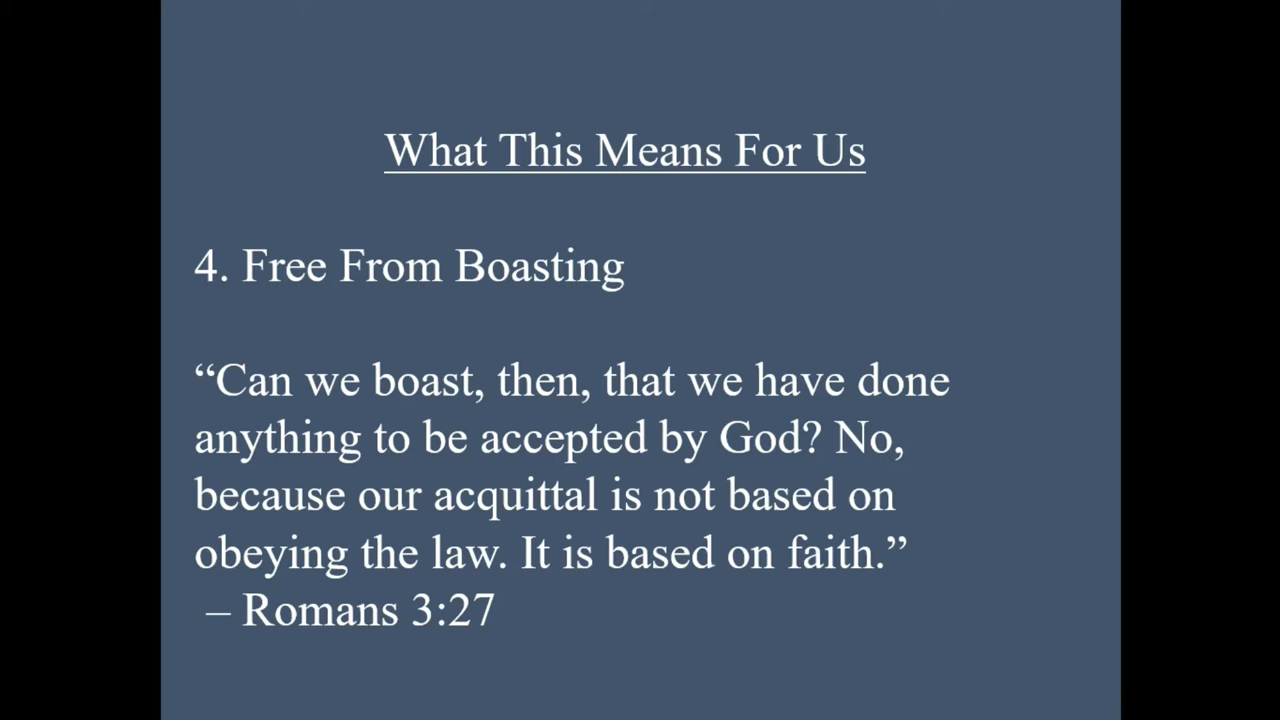 What This Means For Us
4. Free From Boasting
“Can we boast, then, that we have done
anything to be accepted by God? No,
because our acquittal is not based on
obeying the law. It is based on faith.”
– Romans 3:27